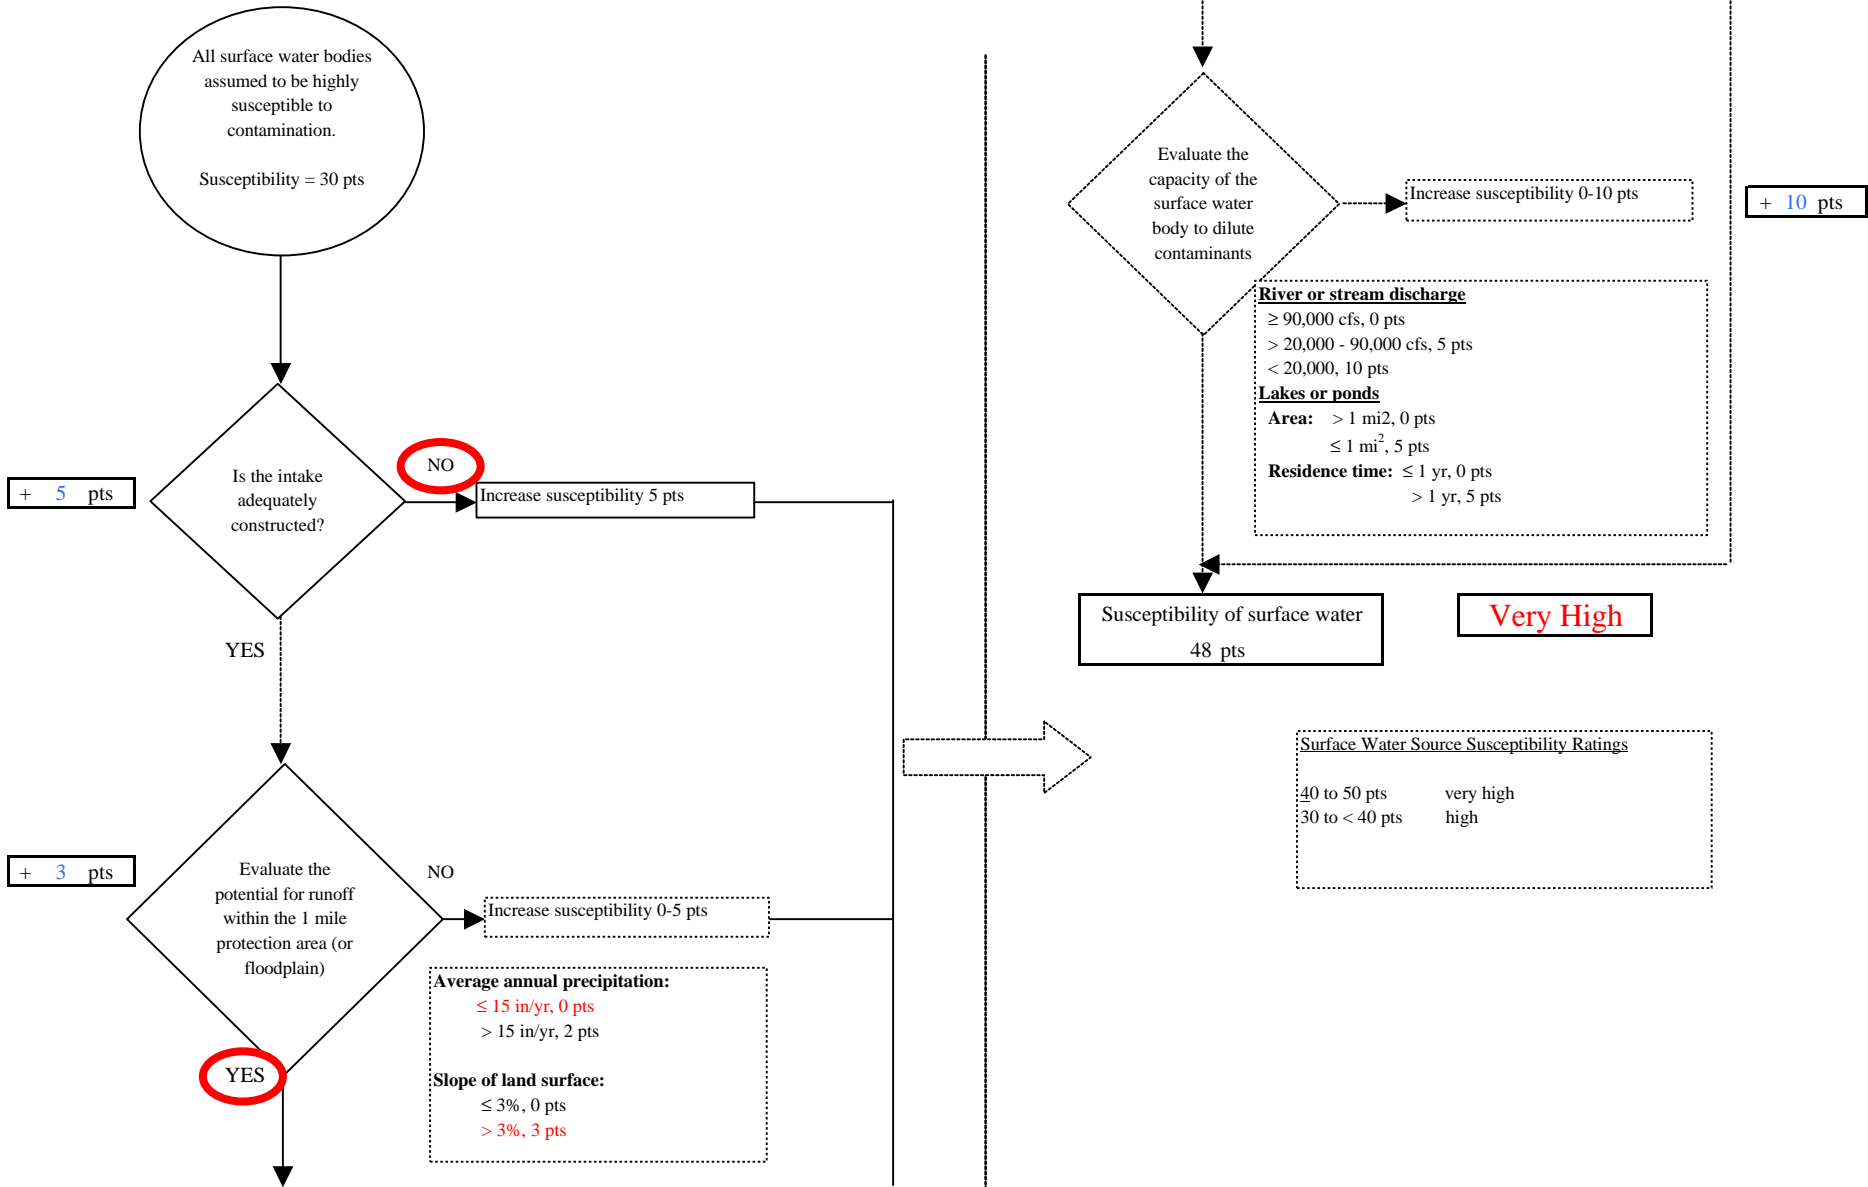 All surface water bodies
assumed to be highly
susceptible to
contamination.
Susceptibility = 30 pts
+ 5 pts
Is the intake
adequately
constructed?
NO
Increase susceptibility 5 pts
YES
+ 3 pts
Evaluate the
potential for runoff
within the 1 mile
protection area (or
floodplain)
NO
Increase susceptibility 0-5 pts
YES
Average annual precipitation:
≤ 15 in/yr, 0 pts
> 15 in/yr, 2 pts
Slope of land surface:
≤ 3%, 0 pts
> 3%, 3 pts
Evaluate the
capacity of the
surface water
body to dilute
contaminants
Increase susceptibility 0-10 pts
+ 10 pts
River or stream discharge
≥ 90,000 cfs, 0 pts
> 20,000 - 90,000 cfs, 5 pts
< 20,000, 10 pts
Lakes or ponds
Area: > 1 mi2, 0 pts
≤ 1 mi², 5 pts
Residence time: ≤ 1 yr, 0 pts
> 1 yr, 5 pts
Susceptibility of surface water
48 pts
Very High
Surface Water Source Susceptibility Ratings
40 to 50 pts very high
30 to < 40 pts high